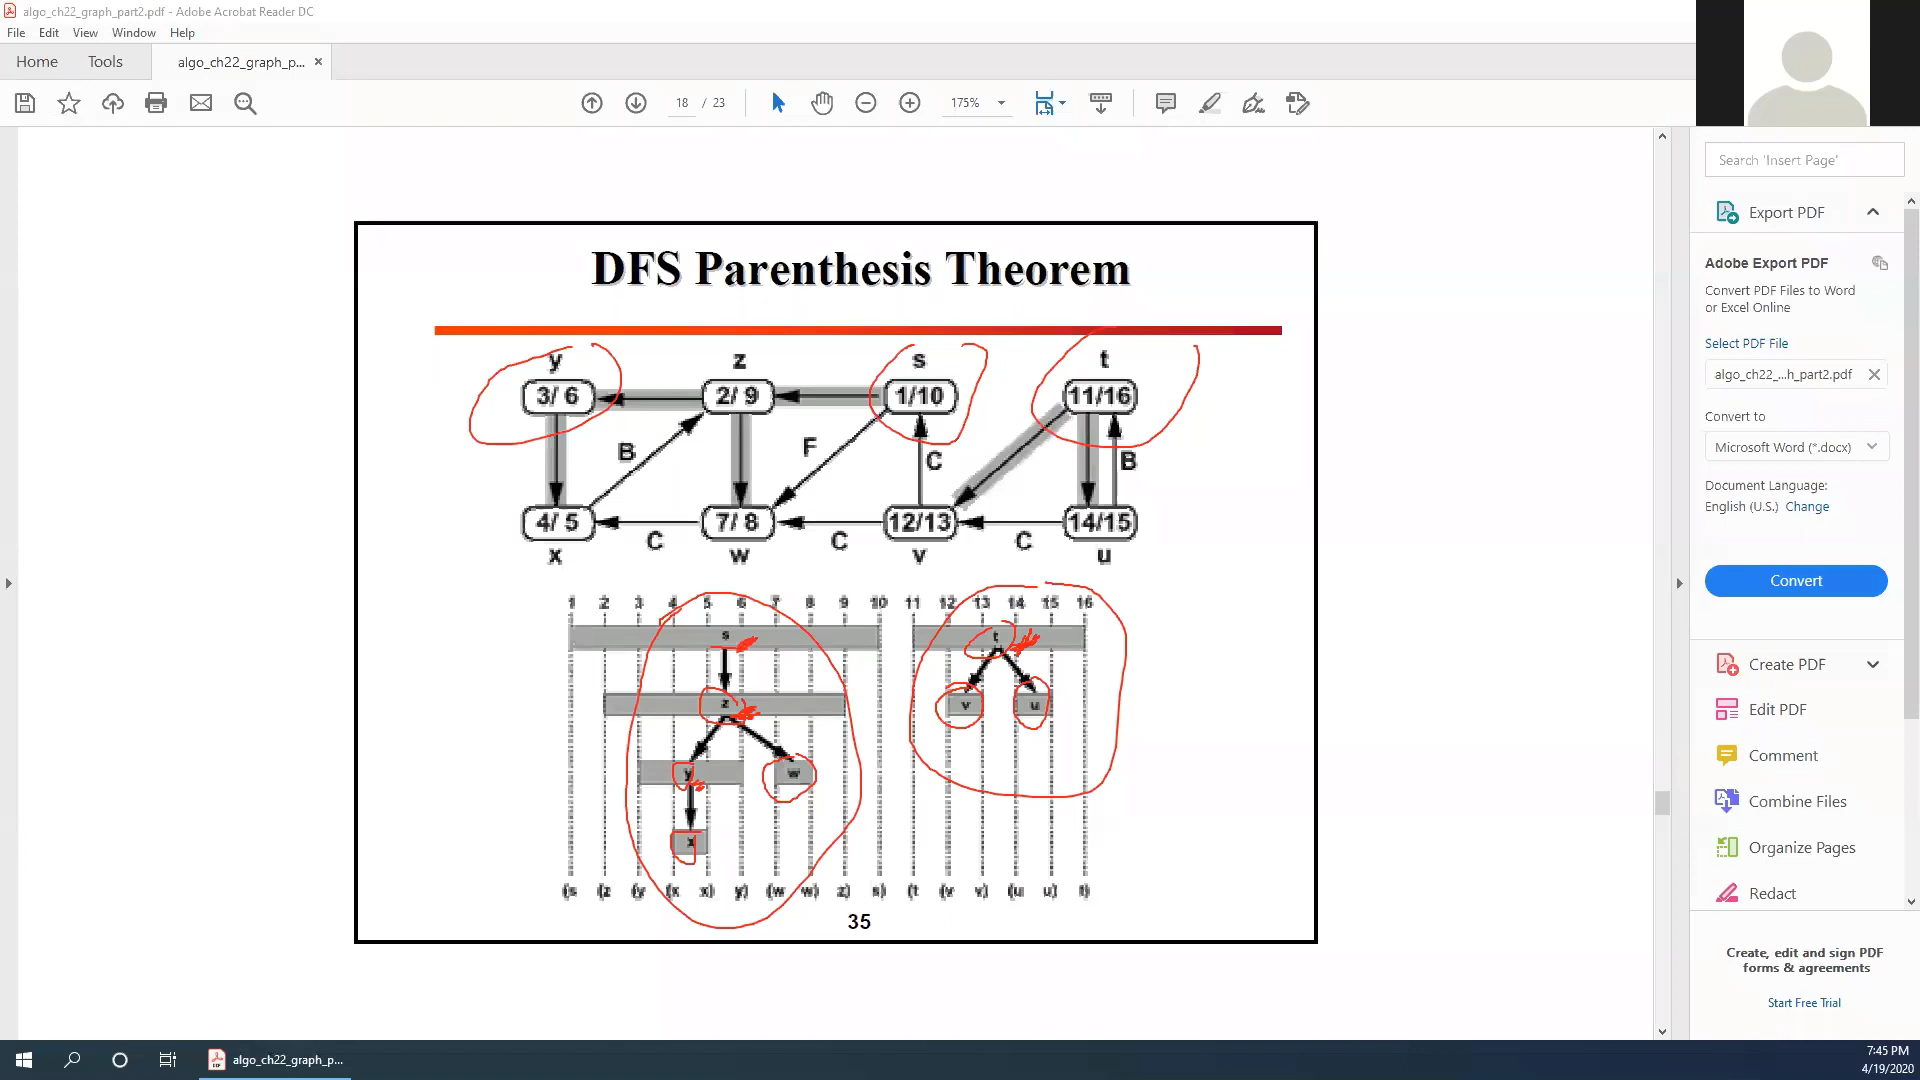 algo_ch22_graph_part2.pdf - Adobe Acrobat Reader DC
File Edit View Window Help
Home Tools algo_ch22_graph_p... ×
18 / 23 175%
Search 'Insert Page'
Export PDF
Adobe Export PDF
Convert PDF Files to Word
or Excel Online
Select PDF File
algo_ch22_...h_part2.pdf
Convert to
Microsoft Word (*.docx)
Document Language:
English (U.S.) Change
Convert
Create PDF
Edit PDF
Comment
Combine Files
Organize Pages
Redact
Create, edit and sign PDF
forms & agreements
Start Free Trial
DFS Parenthesis Theorem
y z s t
3/ 6 2/ 9 1/10 11/16
B F C B
4/ 5 7/ 8 12/13 14/15
C C C
x w v u
1 2 3 4 5 6 7 8 9 10 11 12 13 14 15 16
s t
z v u
y w
x
(s (z (y (x x) y) (w w) z) s) (t (v v) (u u) t)
35
algo_ch22_graph_p...
7:45 PM
4/19/2020